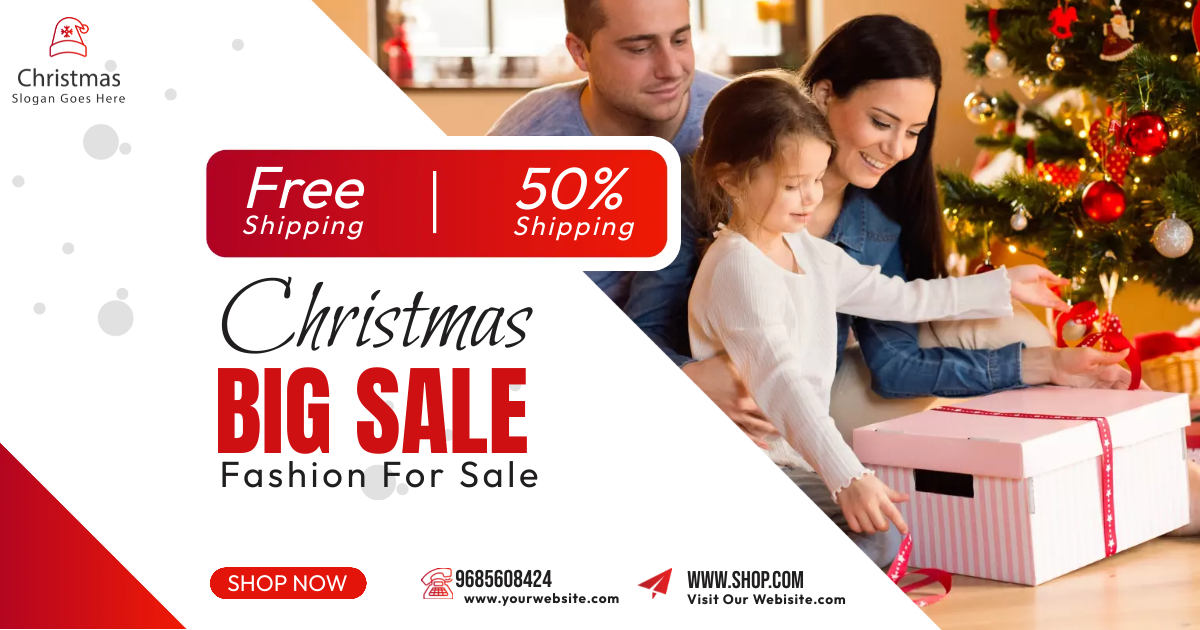 Christmas
Slogan Goes Here
Free
Shipping
50%
Shipping
Christmas
BIG SALE
Fashion For Sale
SHOP NOW
9685608424
www.yourwebsite.com
WWW.SHOP.COM
Visit Our Webisite.com